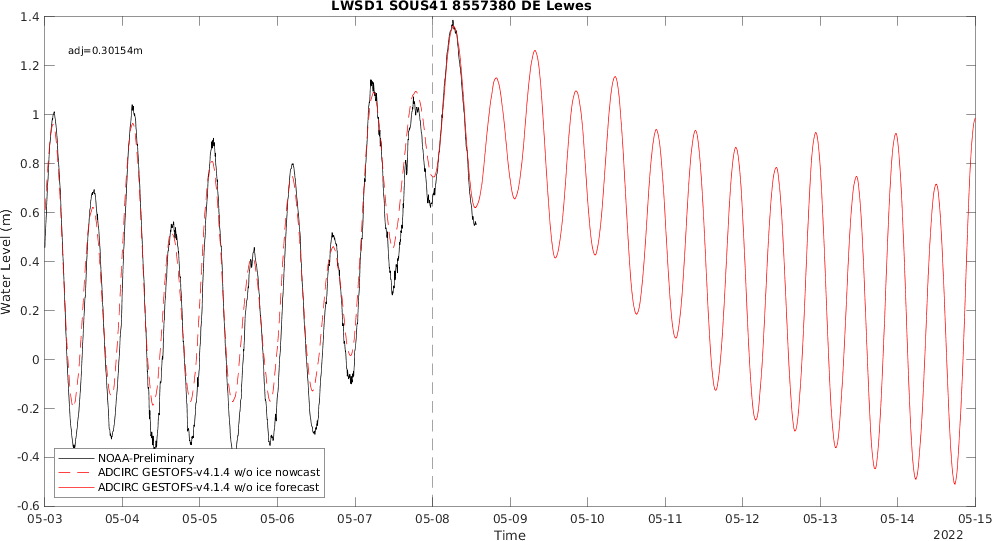 LWSD1 SOUS41 8557380 DE Lewes
1.4
1.2
1
0.8
0.6
0.4
0.2
0
-0.2
-0.4
-0.6
Water Level (m)
adj=0.30154m
NOAA-Preliminary
ADCIRC GESTOFS-v4.1.4 w/o ice nowcast
ADCIRC GESTOFS-v4.1.4 w/o ice forecast
05-03 05-04 05-05 05-06 05-07 05-08 05-09 05-10 05-11 05-12 05-13 05-14 05-15
Time
2022